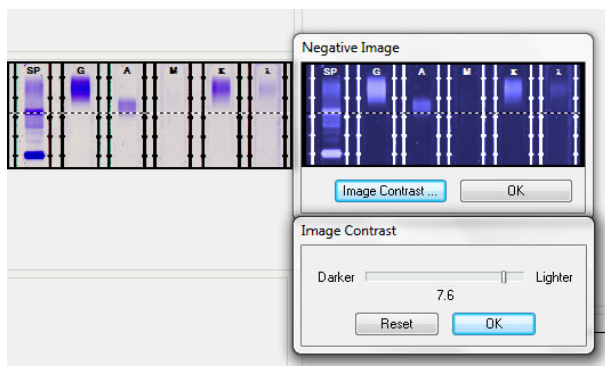 SP G A M K λ
Negative Image
SP G A M K λ
Image Contrast ...
OK
Image Contrast
Darker
Lighter
7.6
Reset
OK